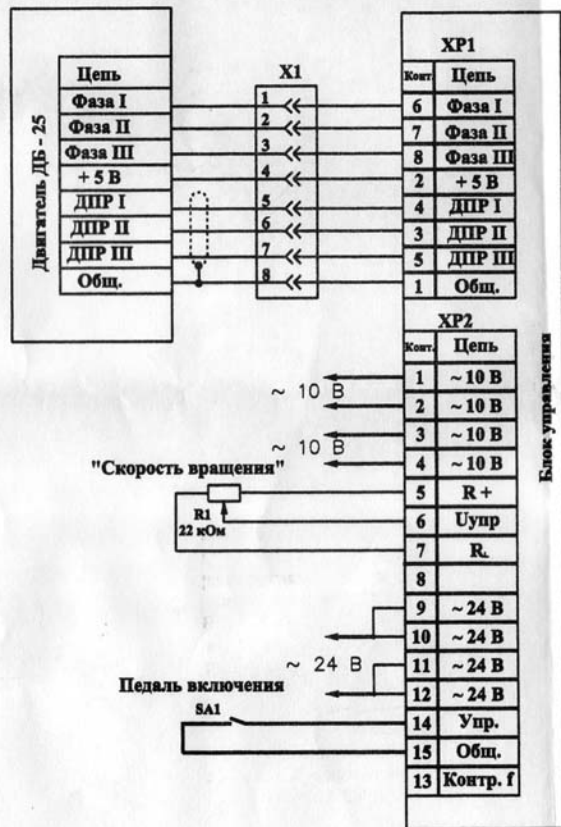 XP1
Двигатель ДБ - 25
Цепь
Фаза I
Фаза II
Фаза III
+ 5 В
ДПР I
ДПР II
ДПР III
Общ.
X1
1
2
3
4
5
6
7
8
Конт Цепь
6 Фаза I
7 Фаза II
8 Фаза III
2 + 5 В
4 ДПР I
3 ДПР II
5 ДПР III
1 Общ.
Блок управления
XP2
Конт. Цепь
1 ~ 10 В
2 ~ 10 В
3 ~ 10 В
4 ~ 10 В
5 R +
6 Uупр
7 R⊥
8
9 ~ 24 В
10 ~ 24 В
11 ~ 24 В
12 ~ 24 В
14 Упр.
15 Общ.
13 Контр. f
~ 10 В
~ 10 В
"Скорость вращения"
R1
22 кОм
~ 24 В
Педаль включения
SA1